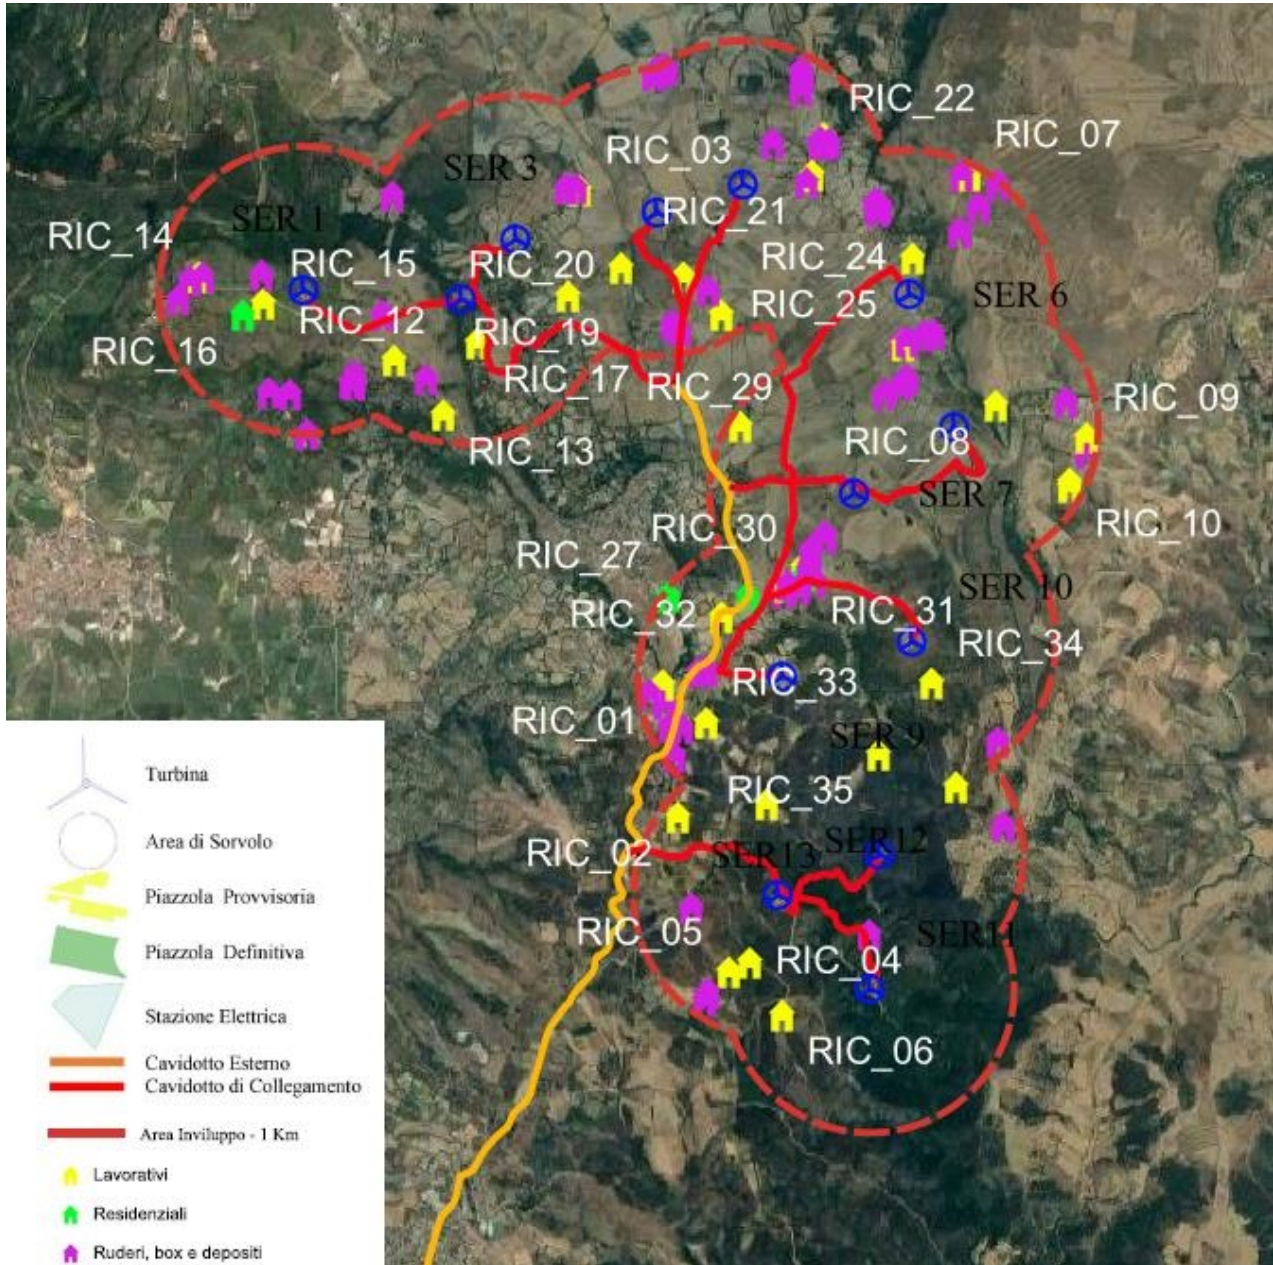 RIC_22
RIC_07
RIC_03
SER 3
SER 1
RIC_21
RIC_14
RIC_15
RIC_20
RIC_24
SER 6
RIC_12
RIC_25
RIC_19
RIC_16
RIC_17
RIC_29
RIC_09
RIC_13
RIC_08
SER 7
RIC_10
RIC_30
RIC_27
SER 10
RIC_32
RIC_31
RIC_34
RIC_33
RIC_01
SER 9
RIC_35
RIC_02
SER13
SER12
RIC_05
SER11
RIC_04
RIC_06
Turbina
Area di Sorvolo
Piazzola Provvisoria
Piazzola Definitiva
Stazione Elettrica
Cavidotto Esterno
Cavidotto di Collegamento
Area Inviluppo - 1 Km
Lavorativi
Residenziali
Ruderi, box e depositi